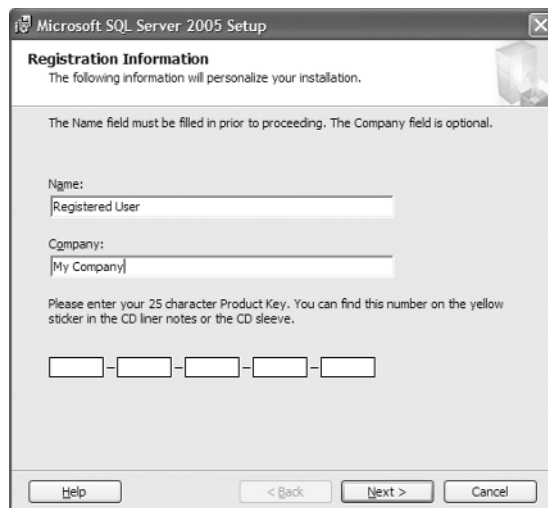 Microsoft SQL Server 2005 Setup
Registration Information
The following information will personalize your installation.
The Name field must be filled in prior to proceeding. The Company field is optional.
Name:
Registered User
Company:
My Company
Please enter your 25 character Product Key. You can find this number on the yellow
sticker in the CD liner notes or the CD sleeve.
– – – –
Help < Back Next > Cancel